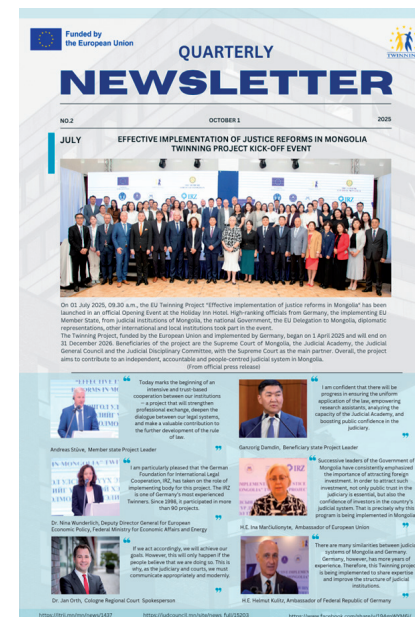 Funded by
the European Union
QUARTERLY
NEWSLETTER
NO.2
OCTOBER 1
2025
JULY
EFFECTIVE IMPLEMENTATION OF JUSTICE REFORMS IN MONGOLIA
TWINNING PROJECT KICK-OFF EVENT
On 01 July 2025, 09.30 a.m., the EU Twinning Project "Effective implementation of justice reforms in Mongolia" has been
launched in an official Opening Event at the Holiday Inn Hotel. High-ranking officials from Germany, the implementing EU
Member State, from judicial institutions of Mongolia, the national Government, the EU Delegation to Mongolia, diplomatic
representations, other international and local institutions took part in the event.
The Twinning Project, funded by the European Union and implemented by Germany, began on 1 April 2025 and will end on
31 December 2026. Beneficiaries of the project are the Supreme Court of Mongolia, the Judicial Academy, the Judicial
General Council and the Judicial Disciplinary Committee, with the Supreme Court as the main partner. Overall, the project
aims to contribute to an independent, accountable and people-centred judicial system in Mongolia.
(From official press release)
Today marks the beginning of an
intensive and trust-based
cooperation between our institutions
– a project that will strengthen
professional exchange, deepen the
dialogue between our legal systems,
and make a valuable contribution to
the further development of the rule
of law.
Andreas Stüve, Member state Project Leader
I am confident that there will be
progress in ensuring the uniform
application of the law, empowering
research assistants, analyzing the
capacity of the Judicial Academy, and
boosting public confidence in the
judiciary.
Ganzorig Damdin, Beneficiary state Project Leader
I am particularly pleased that the German
Foundation for International Legal
Cooperation, IRZ, has taken on the role of
implementing body for this project. The IRZ
is one of Germany's most experienced
Twinners. Since 1998, it participated in more
than 90 projects.
Dr. Nina Wunderlich, Deputy Director General for European
Economic Policy, Federal Ministry for Economic Affairs and Energy
Successive leaders of the Government of
Mongolia have consistently emphasized
the importance of attracting foreign
investment. In order to attract such
investment, not only public trust in the
judiciary is essential, but also the
confidence of investors in the country's
judicial system. That is precisely why this
program is being implemented in Mongolia
H.E. Ina Marčiulionyte, Ambassador of European Union
If we act accordingly, we will achieve our
goals. However, this will only happen if the
people believe that we are doing so. This is
why, as the judiciary and courts, we must
communicate appropriately and modernly.
Dr. Jan Orth, Cologne Regional Court Spokesperson
There are many similarities between judicial
systems of Mongolia and Germany.
Germany, however, has more years of
experience. Therefore, this Twinning project
is being implemented to share expertise
and improve the structure of judicial
institutions.
H.E. Helmut Kulitz, Ambassador of Federal Republic of Germany